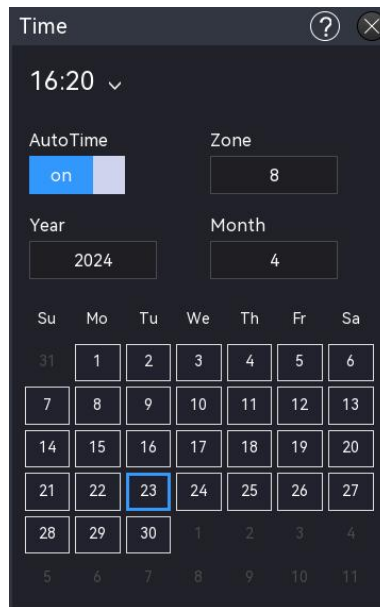 Time ?
16:20
AutoTime Zone
on 8
Year Month
2024 4
Su Mo Tu We Th Fr Sa
31 1 2 3 4 5 6
7 8 9 10 11 12 13
14 15 16 17 18 19 20
21 22 23 24 25 26 27
28 29 30 1 2 3 4
5 6 7 8 9 10 11